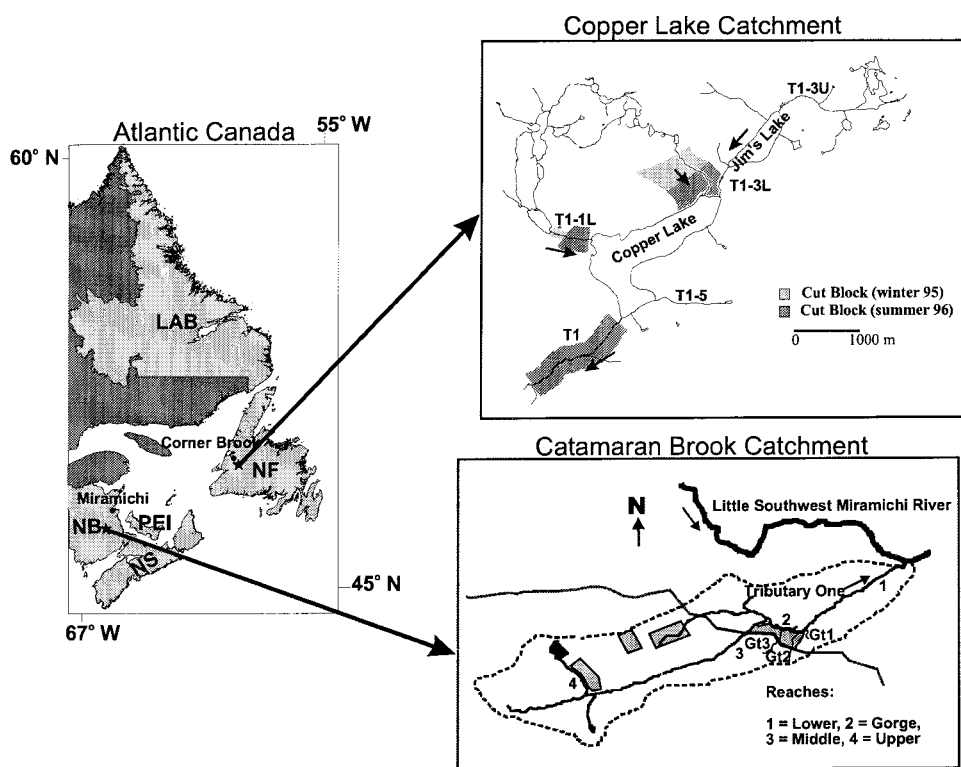 Copper Lake Catchment
T1-3U
Jim's Lake
T1-3L
T1-1L
Copper Lake
T1-5
T1
Cut Block (winter 95)
Cut Block (summer 96)
0 1000 m
Atlantic Canada
55° W
60° N
LAB
Corner Brook
NF
Miramichi
NB
PEI
NS
45° N
67° W
Catamaran Brook Catchment
N
Little Southwest Miramichi River
Tributary One
1
2
Gt1
Gt3
3
Gt2
4
Reaches:
1 = Lower, 2 = Gorge,
3 = Middle, 4 = Upper